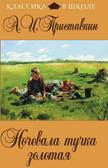 КЛАССИКА В ШКОЛЕ
А. И. Приставкин
Ночевала тучка
золотая